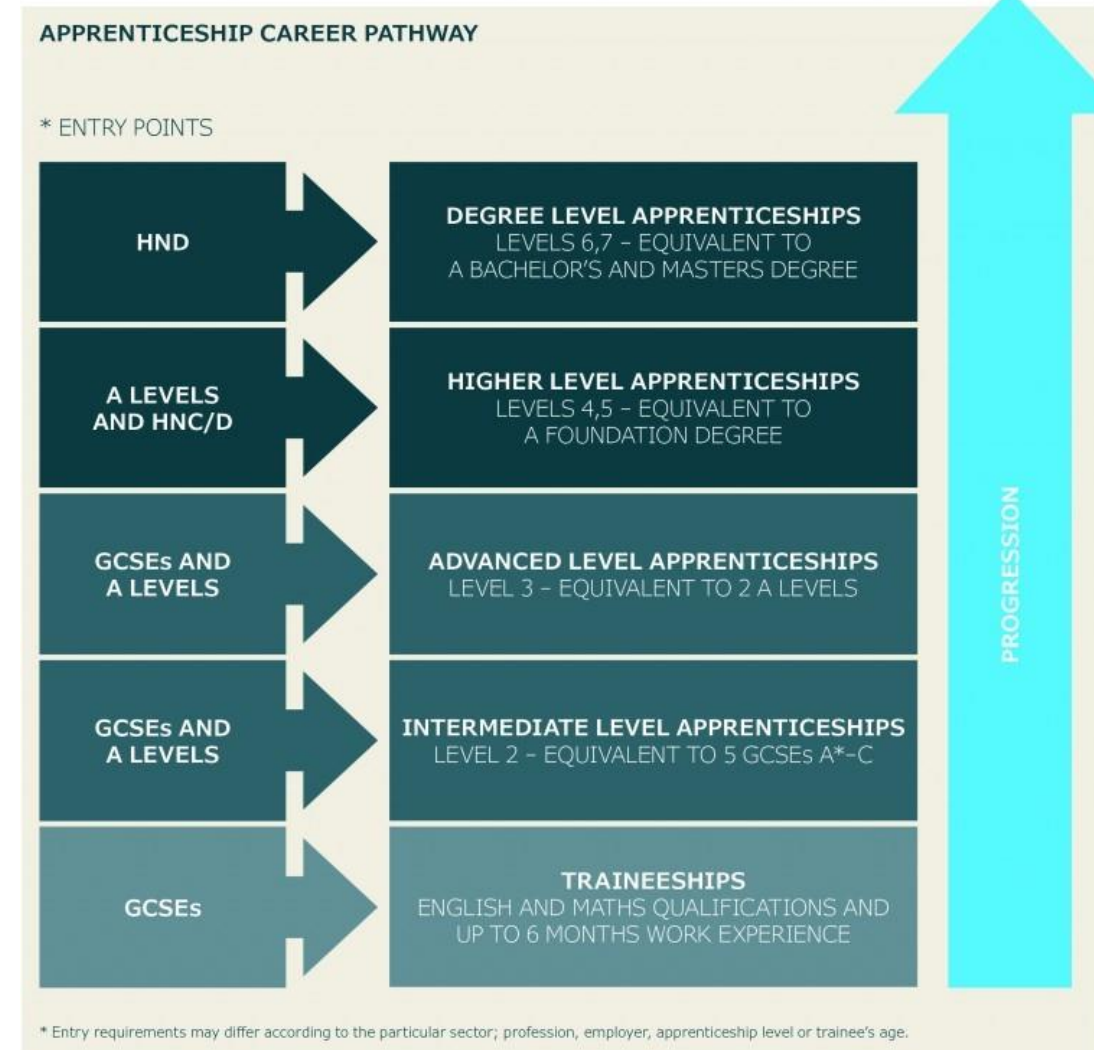 APPRENTICESHIP CAREER PATHWAY
* ENTRY POINTS
HND
DEGREE LEVEL APPRENTICESHIPS
LEVELS 6,7 – EQUIVALENT TO
A BACHELOR'S AND MASTERS DEGREE
A LEVELS
AND HNC/D
HIGHER LEVEL APPRENTICESHIPS
LEVELS 4,5 – EQUIVALENT TO
A FOUNDATION DEGREE
GCSEs AND
A LEVELS
ADVANCED LEVEL APPRENTICESHIPS
LEVEL 3 – EQUIVALENT TO 2 A LEVELS
GCSEs AND
A LEVELS
INTERMEDIATE LEVEL APPRENTICESHIPS
LEVEL 2 – EQUIVALENT TO 5 GCSEs A*–C
GCSEs
TRAINEESHIPS
ENGLISH AND MATHS QUALIFICATIONS AND
UP TO 6 MONTHS WORK EXPERIENCE
PROGRESSION
* Entry requirements may differ according to the particular sector; profession, employer, apprenticeship level or trainee's age.